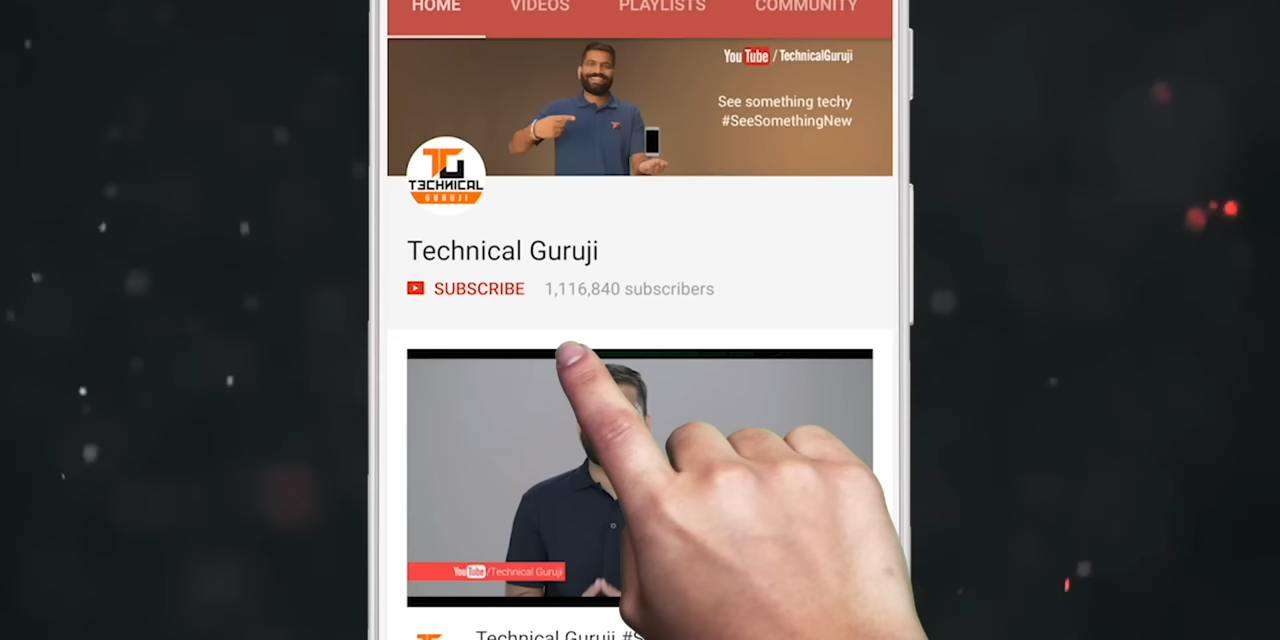 HOME VIDEOS PLAYLISTS COMMUNITY
YouTube / TechnicalGuruji
See something techy
#SeeSomethingNew
TECHNICAL
GURUJI
Technical Guruji
SUBSCRIBE 1,116,840 subscribers
YouTube/Technical Guruji
Technical Guruji #S